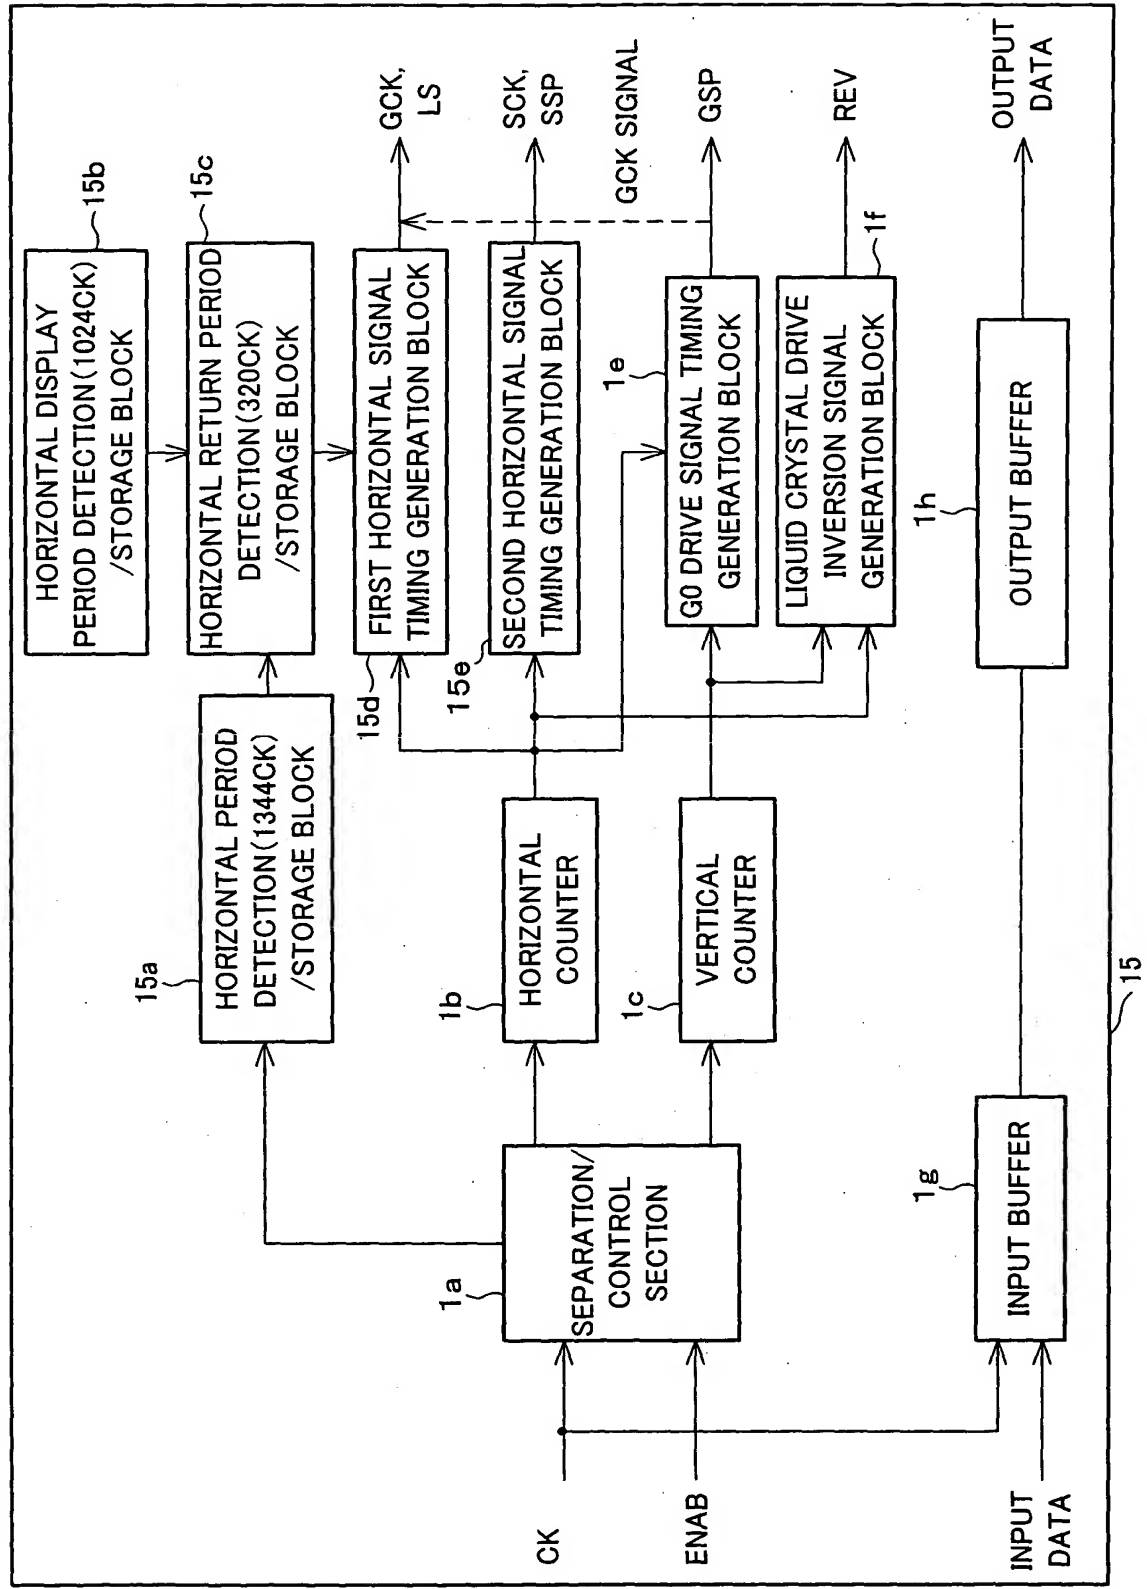 HORIZONTAL DISPLAY
PERIOD DETECTION(1024CK)
/STORAGE BLOCK
15b
HORIZONTAL RETURN PERIOD
DETECTION(320CK)
/STORAGE BLOCK
15c
15a
HORIZONTAL PERIOD
DETECTION(1344CK)
/STORAGE BLOCK
15d
FIRST HORIZONTAL SIGNAL
TIMING GENERATION BLOCK
GCK,
LS
15e
SECOND HORIZONTAL SIGNAL
TIMING GENERATION BLOCK
SCK,
SSP
GCK SIGNAL
1e
G0 DRIVE SIGNAL TIMING
GENERATION BLOCK
GSP
LIQUID CRYSTAL DRIVE
INVERSION SIGNAL
GENERATION BLOCK
1f
REV
1b
HORIZONTAL
COUNTER
1c
VERTICAL
COUNTER
1a
SEPARATION/
CONTROL
SECTION
CK
ENAB
INPUT
DATA
1g
INPUT BUFFER
1h
OUTPUT BUFFER
OUTPUT
DATA
15